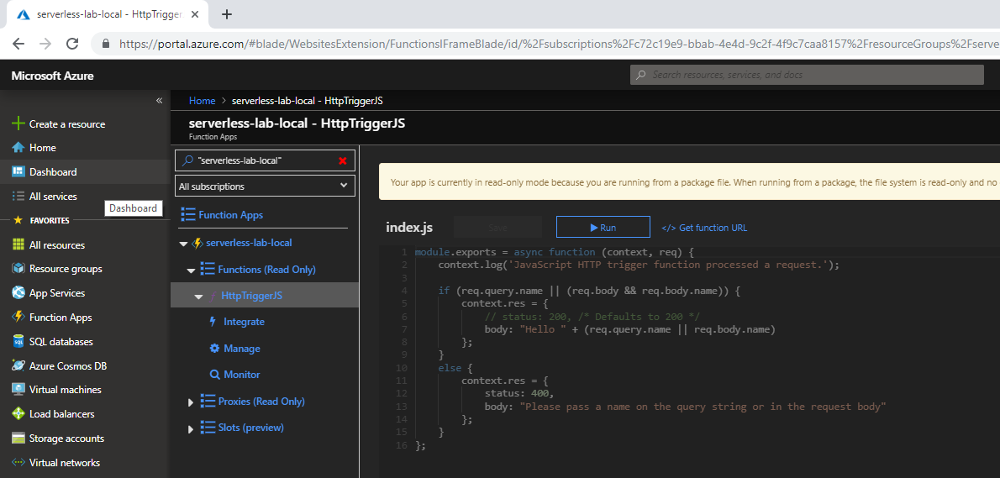 serverless-lab-local - HttpTrigger
https://portal.azure.com/#blade/WebsitesExtension/FunctionsIFrameBlade/id/%2Fsubscriptions%2Fc72c19e9-bbab-4e4d-9c2f-4f9c7caa8157%2FresourceGroups%2Fserve
Microsoft Azure
Search resources, services, and docs
Create a resource
Home
Dashboard
All services
Dashboard
FAVORITES
All resources
Resource groups
App Services
Function Apps
SQL databases
Azure Cosmos DB
Virtual machines
Load balancers
Storage accounts
Virtual networks
Home > serverless-lab-local - HttpTriggerJS
serverless-lab-local - HttpTriggerJS
Function Apps
"serverless-lab-local"
All subscriptions
Function Apps
serverless-lab-local
Functions (Read Only)
HttpTriggerJS
Integrate
Manage
Monitor
Proxies (Read Only)
Slots (preview)
Your app is currently in read-only mode because you are running from a package file. When running from a package, the file system is read-only and no
index.js Save Run </> Get function URL
1 module.exports = async function (context, req) {
2 context.log('JavaScript HTTP trigger function processed a request.');
3
4 if (req.query.name || (req.body && req.body.name)) {
5 context.res = {
6 // status: 200, /* Defaults to 200 */
7 body: "Hello " + (req.query.name || req.body.name)
8 };
9 }
10 else {
11 context.res = {
12 status: 400,
13 body: "Please pass a name on the query string or in the request body"
14 };
15 }
16 };